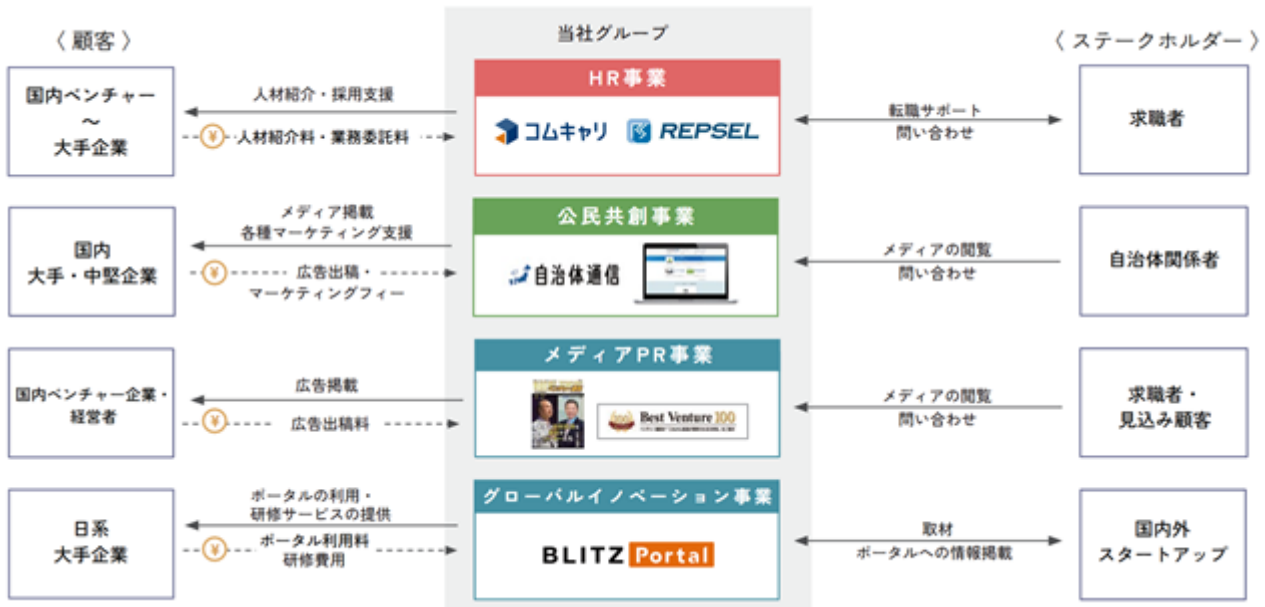 〈 顧客 〉
当社グループ
〈 ステークホルダー 〉
国内ベンチャー
～
大手企業
人材紹介・採用支援
¥
人材紹介料・業務委託料
HR事業
コムキャリ
REPSEL
転職サポート
問い合わせ
求職者
国内
大手・中堅企業
メディア掲載
各種マーケティング支援
¥
広告出稿・
マーケティングフィー
公民共創事業
自治体通信
メディアの閲覧
問い合わせ
自治体関係者
国内ベンチャー企業・
経営者
広告掲載
¥
広告出稿料
メディアPR事業
Best Venture 100
メディアの閲覧
問い合わせ
求職者・
見込み顧客
日系
大手企業
ポータルの利用・
研修サービスの提供
¥
ポータル利用料
研修費用
グローバルイノベーション事業
BLITZ Portal
取材
ポータルへの情報掲載
国内外
スタートアップ